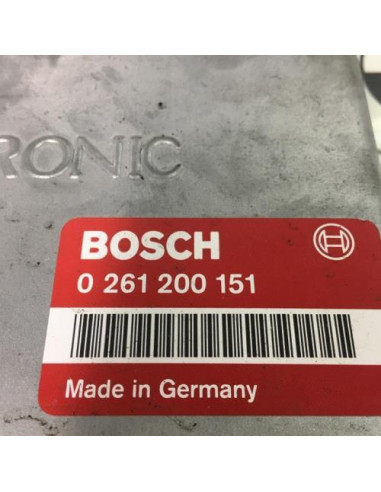 RONIC
BOSCH
0 261 200 151
Made in Germany